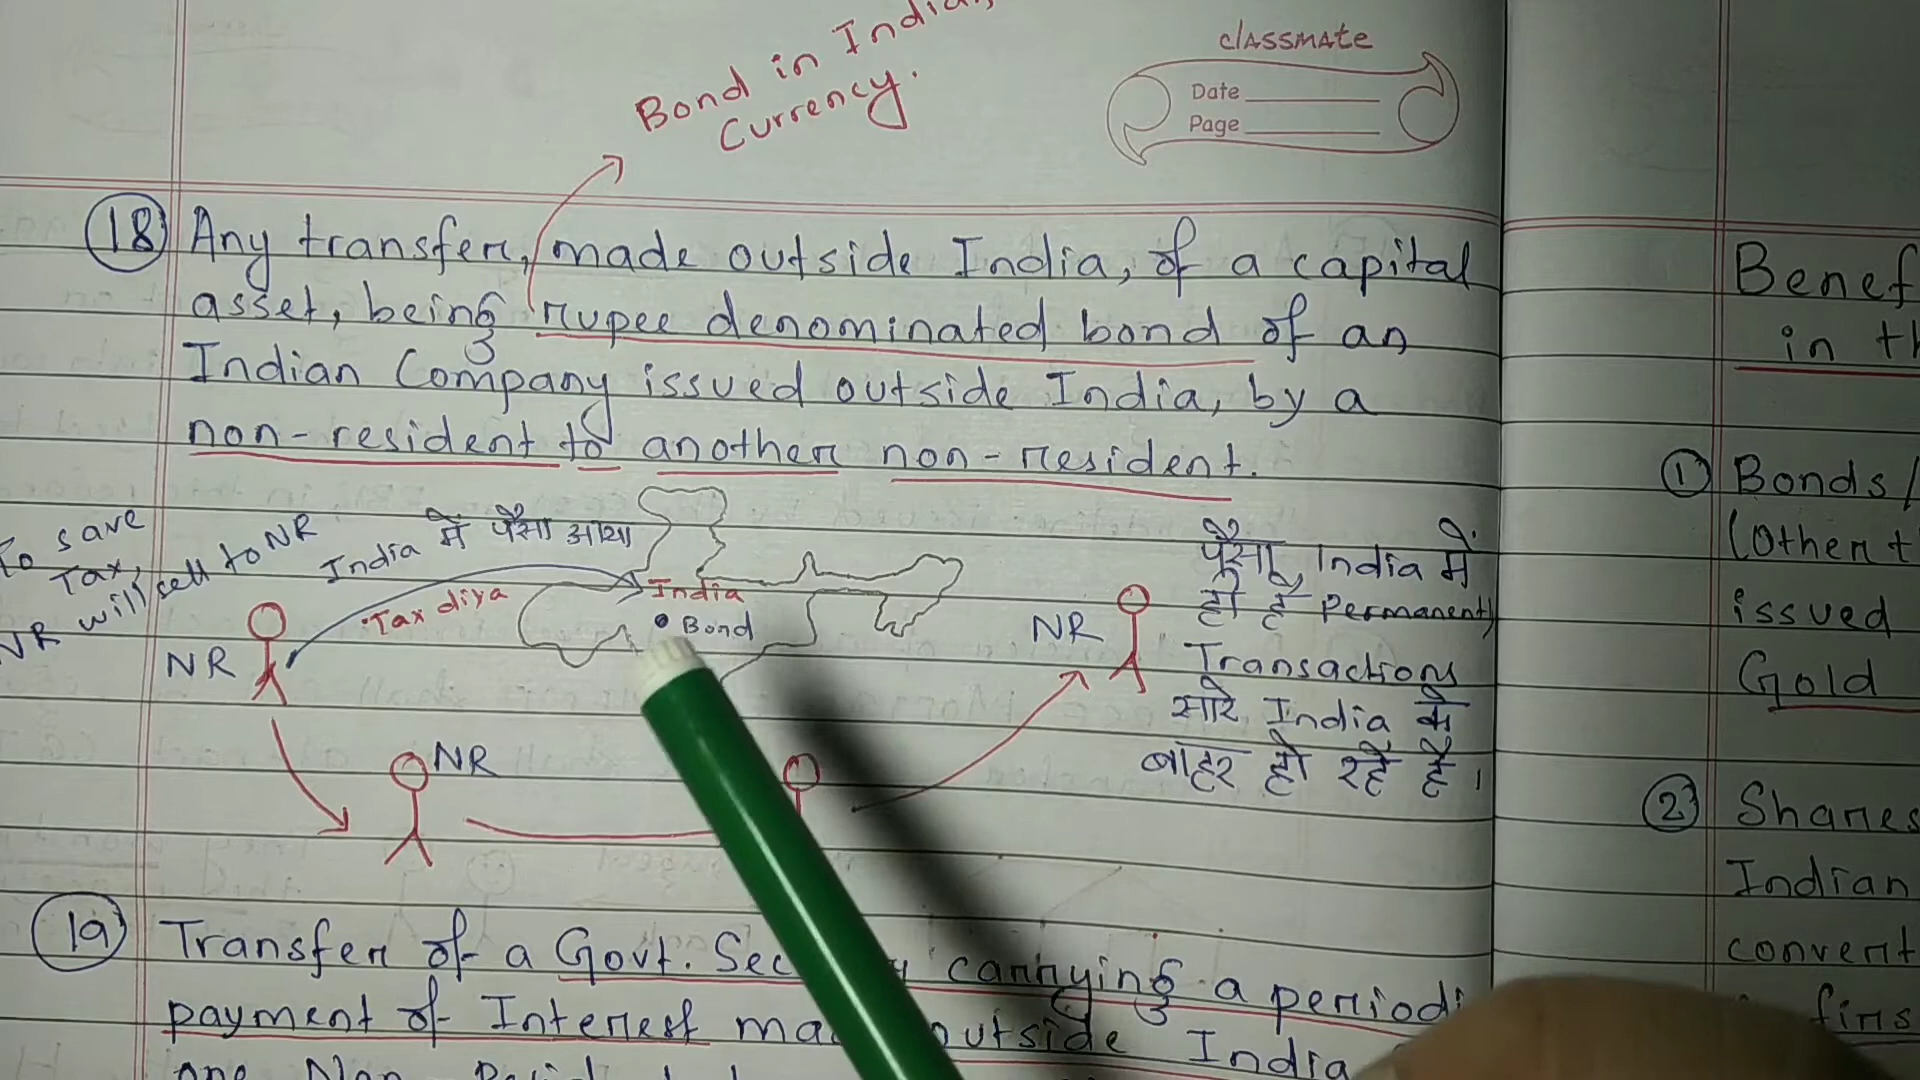 Bond in Indian
Currency.
classmate
Date
Page
18 Any transfer, made outside India, of a capital
asset, being rupee denominated bond of an
Indian Company issued outside India, by a
non-resident to another non-resident.
To save
Tax,
NR will sell to NR
India में पैसा आया
Tax diya
India
• Bond
NR
NR
NR
पैसा India में
ही है Permanently
Transactions
सारे India के
बाहर हो रहे है।
19 Transfer of a Govt. Sec carrying a periodi
payment of Interest ma outside India
one Non
Benef
in th
1 Bonds/
(Other t
issued
Gold
2 Shares
Indian
convert
firs